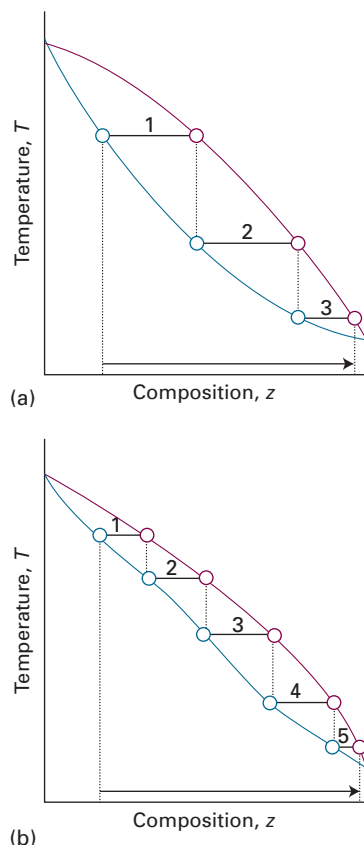 Temperature, T
1
2
3
Composition, z
(a)
Temperature, T
1
2
3
4
5
Composition, z
(b)